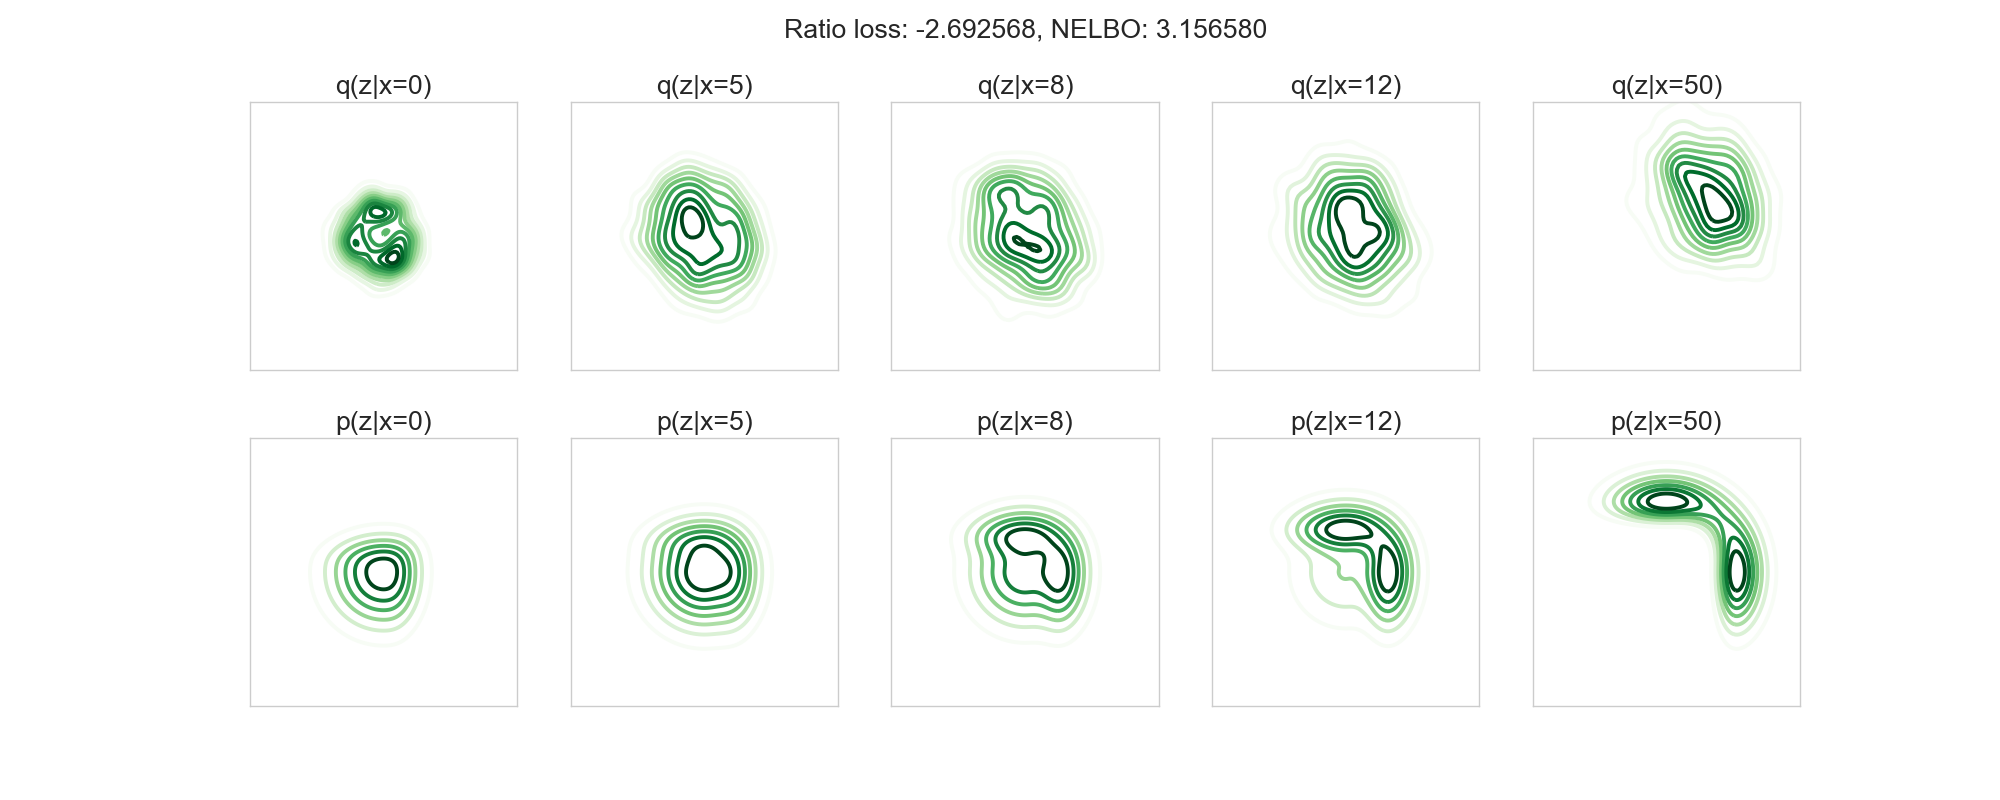 Ratio loss: -2.692568, NELBO: 3.156580
q(z|x=0) q(z|x=5) q(z|x=8) q(z|x=12) q(z|x=50)
p(z|x=0) p(z|x=5) p(z|x=8) p(z|x=12) p(z|x=50)